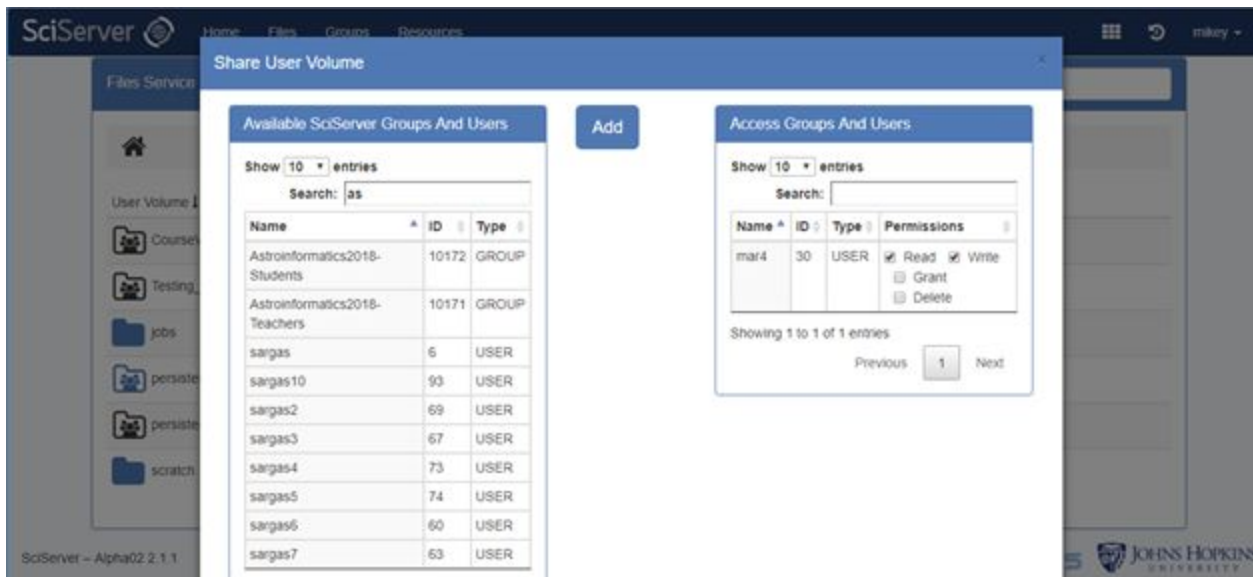 SciServer Home Files Groups Resources mikey
Share User Volume
Files Service
Available SciServer Groups And Users
Add
Access Groups And Users
Show 10 entries
Search: as
Name ID Type
Astroinformatics2018-Students 10172 GROUP
Astroinformatics2018-Teachers 10171 GROUP
sargas 6 USER
sargas10 93 USER
sargas2 69 USER
sargas3 67 USER
sargas4 73 USER
sargas5 74 USER
sargas6 60 USER
sargas7 63 USER
Show 10 entries
Search:
Name ID Type Permissions
mar4 30 USER Read Write
Grant
Delete
Showing 1 to 1 of 1 entries
Previous 1 Next
User Volume
Testing_
jobs
persiste
persiste
scratch
SciServer – Alpha02 2.1.1
JOHNS HOPKINS
UNIVERSITY